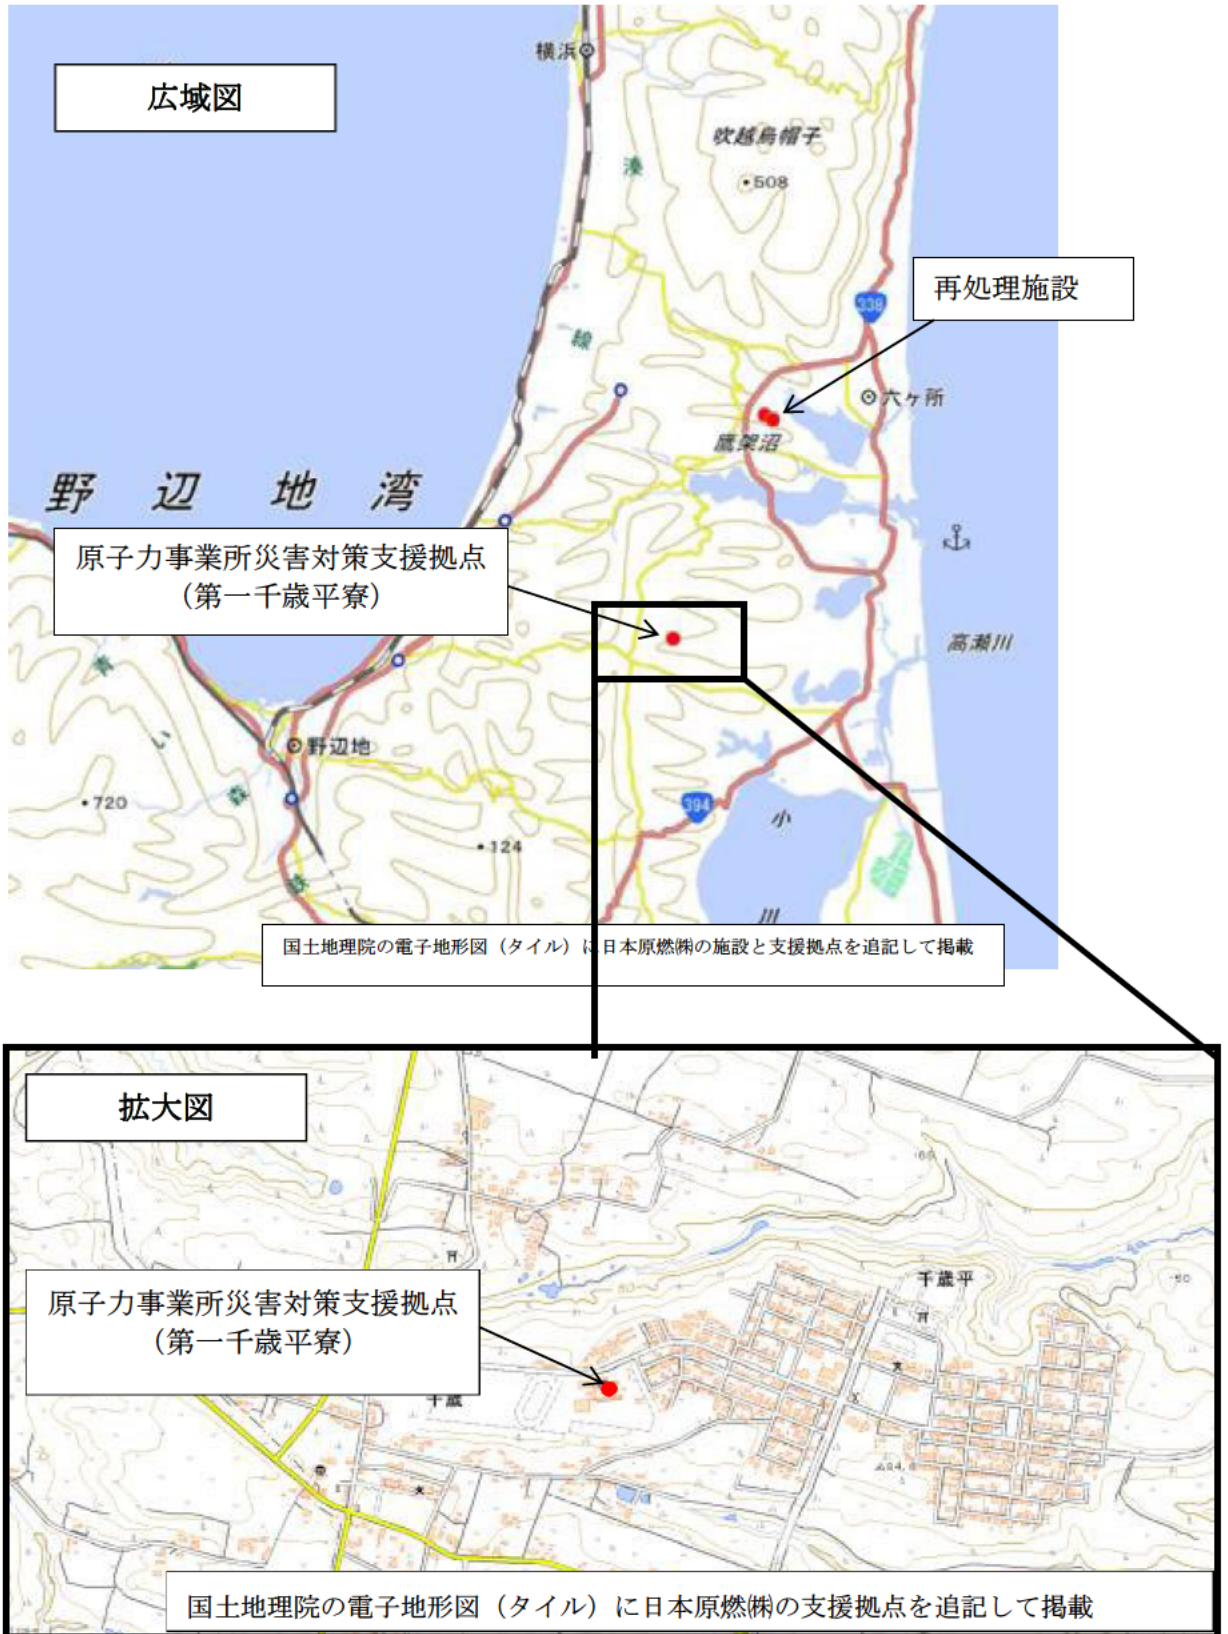 広域図
横浜
吹越烏帽子
508
湊
線
338
再処理施設
六ヶ所
鷹架沼
野辺地湾
原子力事業所災害対策支援拠点
（第一千歳平寮）
高瀬川
青
い
森
鉄
野辺地
720
124
394
小
川
国土地理院の電子地形図（タイル）に日本原燃㈱の施設と支援拠点を追記して掲載
拡大図
千歳平
原子力事業所災害対策支援拠点
（第一千歳平寮）
千歳
国土地理院の電子地形図（タイル）に日本原燃㈱の支援拠点を追記して掲載